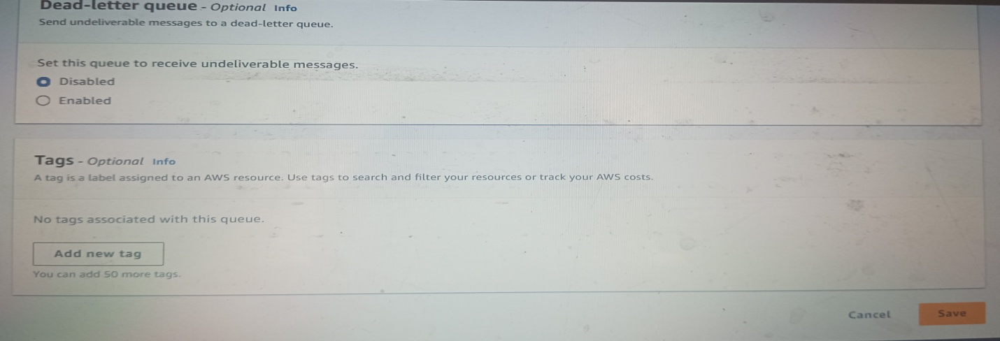 Dead-letter queue - Optional Info
Send undeliverable messages to a dead-letter queue.
Set this queue to receive undeliverable messages.
Disabled
Enabled
Tags - Optional Info
A tag is a label assigned to an AWS resource. Use tags to search and filter your resources or track your AWS costs.
No tags associated with this queue.
Add new tag
You can add 50 more tags.
Cancel Save